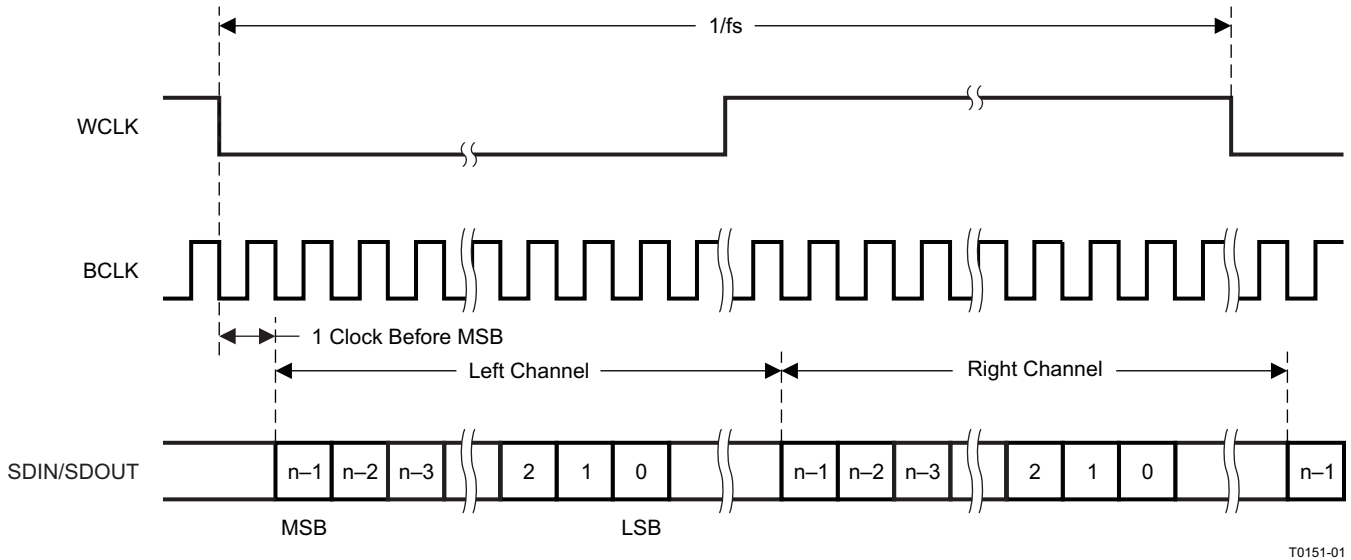 1/fs
WCLK
BCLK
1 Clock Before MSB
Left Channel
Right Channel
SDIN/SDOUT
n–1 n–2 n–3 2 1 0 n–1 n–2 n–3 2 1 0 n–1
MSB LSB
T0151-01